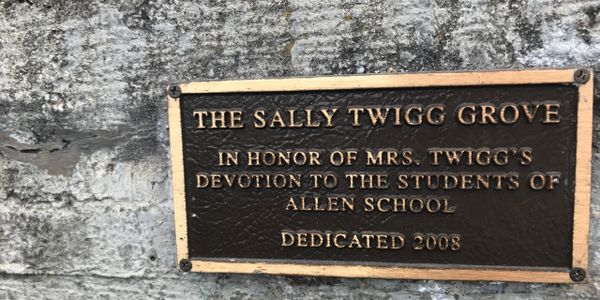 THE SALLY TWIGG GROVE
IN HONOR OF MRS. TWIGG'S
DEVOTION TO THE STUDENTS OF
ALLEN SCHOOL
DEDICATED 2008